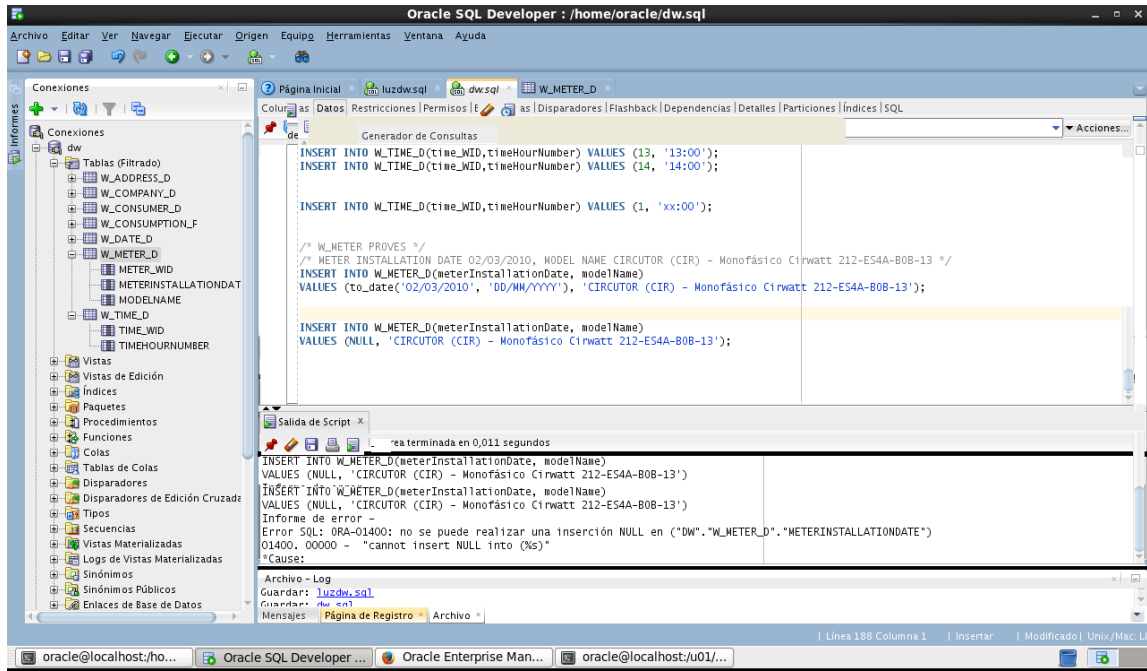 Oracle SQL Developer : /home/oracle/dw.sql
Archivo Editar Ver Navegar Ejecutar Origen Equipo Herramientas Ventana Ayuda
Informes
Conexiones
Conexiones
dw
Tablas (Filtrado)
W_ADDRESS_D
W_COMPANY_D
W_CONSUMER_D
W_CONSUMPTION_F
W_DATE_D
W_METER_D
METER_WID
METERINSTALLATIONDAT
MODELNAME
W_TIME_D
TIME_WID
TIMEHOURNUMBER
Vistas
Vistas de Edición
Índices
Paquetes
Procedimientos
Funciones
Colas
Tablas de Colas
Disparadores
Disparadores de Edición Cruzada
Tipos
Secuencias
Vistas Materializadas
Logs de Vistas Materializadas
Sinónimos
Sinónimos Públicos
Enlaces de Base de Datos
Página Inicial luzdw.sql dw.sql W_METER_D
Colum as Datos Restricciones Permisos E as Disparadores Flashback Dependencias Detalles Particiones Índices SQL
de Generador de Consultas Acciones...
INSERT INTO W_TIME_D(time_WID,timeHourNumber) VALUES (13, '13:00');
INSERT INTO W_TIME_D(time_WID,timeHourNumber) VALUES (14, '14:00');
INSERT INTO W_TIME_D(time_WID,timeHourNumber) VALUES (1, 'xx:00');
/* W_METER PROVES */
/* METER INSTALLATION DATE 02/03/2010, MODEL NAME CIRCUTOR (CIR) - Monofásico Cirwatt 212-ES4A-B0B-13 */
INSERT INTO W_METER_D(meterInstallationDate, modelName)
VALUES (to_date('02/03/2010', 'DD/MM/YYYY'), 'CIRCUTOR (CIR) - Monofásico Cirwatt 212-ES4A-B0B-13');
INSERT INTO W_METER_D(meterInstallationDate, modelName)
VALUES (NULL, 'CIRCUTOR (CIR) - Monofásico Cirwatt 212-ES4A-B0B-13');
Salida de Script
rea terminada en 0,011 segundos
INSERT INTO W_METER_D(meterInstallationDate, modelName)
VALUES (NULL, 'CIRCUTOR (CIR) - Monofásico Cirwatt 212-ES4A-B0B-13')
INSERT INTO W_METER_D(meterInstallationDate, modelName)
VALUES (NULL, 'CIRCUTOR (CIR) - Monofásico Cirwatt 212-ES4A-B0B-13')
Informe de error -
Error SQL: ORA-01400: no se puede realizar una inserción NULL en ("DW"."W_METER_D"."METERINSTALLATIONDATE")
01400. 00000 - "cannot insert NULL into (%s)"
*Cause:
Archivo - Log
Guardar: luzdw.sql
Guardar: dw.sql
Mensajes Página de Registro Archivo
Línea 188 Columna 1 | Insertar | Modificado | Unix/Mac: L
oracle@localhost:/ho... Oracle SQL Developer ... Oracle Enterprise Man... oracle@localhost:/u01/...